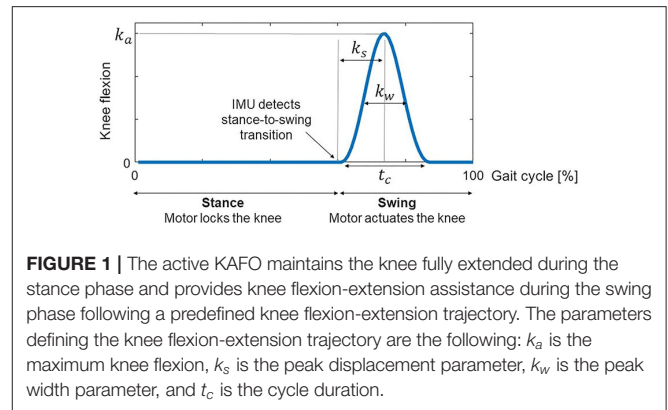 kₐ
kₛ
k_w
Knee flexion
IMU detects
stance-to-swing
transition
0
0
t_c
100
Gait cycle [%]
Stance
Swing
Motor locks the knee
Motor actuates the knee
FIGURE 1 | The active KAFO maintains the knee fully extended during the
stance phase and provides knee flexion-extension assistance during the swing
phase following a predefined knee flexion-extension trajectory. The parameters
defining the knee flexion-extension trajectory are the following: kₐ is the
maximum knee flexion, kₛ is the peak displacement parameter, k_w is the peak
width parameter, and t_c is the cycle duration.